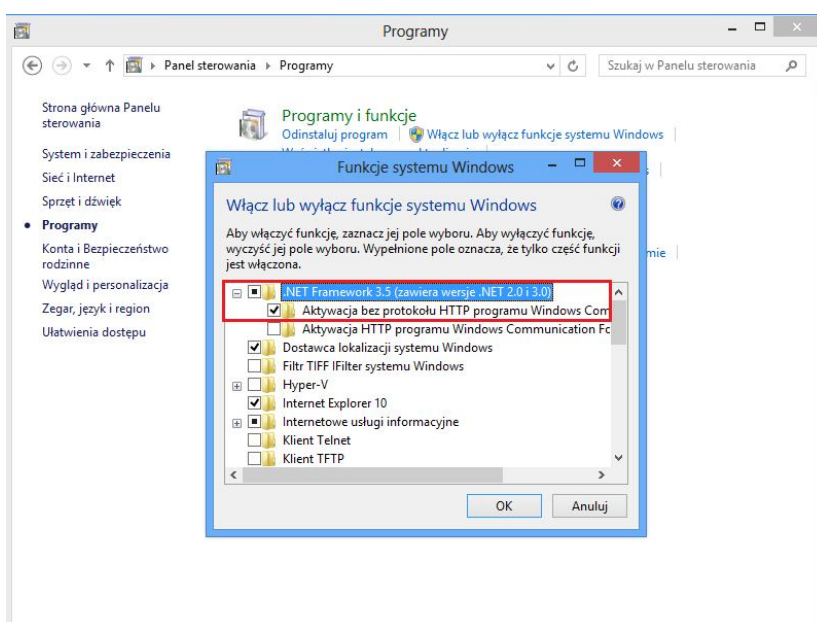 Programy
Panel sterowania
Programy
Szukaj w Panelu sterowania
Strona główna Panelu
sterowania
System i zabezpieczenia
Sieć i Internet
Sprzęt i dźwięk
Programy
Konta i Bezpieczeństwo
rodzinne
Wygląd i personalizacja
Zegar, język i region
Ułatwienia dostępu
Programy i funkcje
Odinstaluj program
Włącz lub wyłącz funkcje systemu Windows
mie
Funkcje systemu Windows
Włącz lub wyłącz funkcje systemu Windows
Aby włączyć funkcję, zaznacz jej pole wyboru. Aby wyłączyć funkcję,
wyczyść jej pole wyboru. Wypełnione pole oznacza, że tylko część funkcji
jest włączona.
.NET Framework 3.5 (zawiera wersje .NET 2.0 i 3.0)
Aktywacja bez protokołu HTTP programu Windows Com
Aktywacja HTTP programu Windows Communication Fc
Dostawca lokalizacji systemu Windows
Filtr TIFF IFilter systemu Windows
Hyper-V
Internet Explorer 10
Internetowe usługi informacyjne
Klient Telnet
Klient TFTP
OK
Anuluj